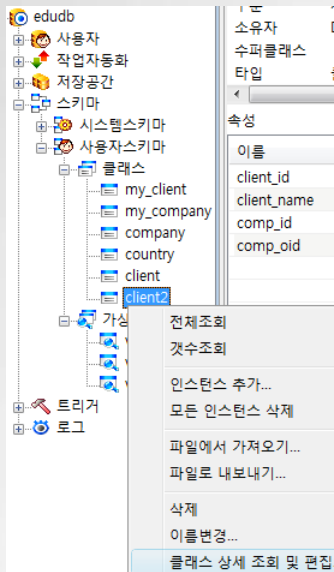 edudb
사용자
작업자동화
저장공간
스키마
시스템스키마
사용자스키마
클래스
my_client
my_company
company
country
client
client2
가상
트리거
로그
소유자
수퍼클래스
타입
속성
이름
client_id
client_name
comp_id
comp_oid
전체조회
갯수조회
인스턴스 추가...
모든 인스턴스 삭제
파일에서 가져오기...
파일로 내보내기...
삭제
이름변경...
클래스 상세 조회 및 편집